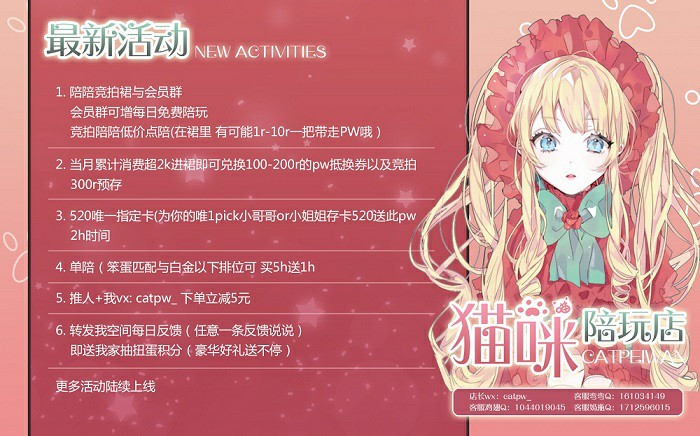 最新活动 NEW ACTIVITIES
1. 陪陪竞拍裙与会员群
会员群可增每日免费陪玩
竞拍陪陪低价点陪(在裙里 有可能1r-10r一把带走PW哦)
2. 当月累计消费超2k进裙即可兑换100-200r的pw抵换券以及竞拍
300r预存
3. 520唯一指定卡(为你的唯1pick小哥哥or小姐姐存卡520送此pw
2h时间
4. 单陪(笨蛋匹配与白金以下排位可 买5h送1h
5. 推人+我vx: catpw_ 下单立减5元
6. 转发我空间每日反馈(任意一条反馈说说)
即送我家抽扭蛋积分(豪华好礼送不停)
更多活动陆续上线
猫咪陪玩店
CATPEIWAN
店长wx: catpw_ 客服弯弯Q: 161034149
客服鸡翅Q: 1044019045 客服奶施Q: 1712596015